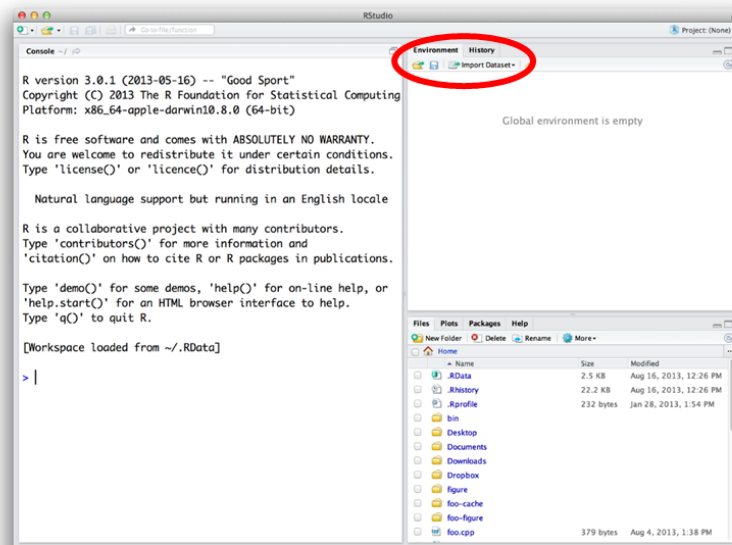 RStudio
Go to file/function
Project: (None)
Console ~/
R version 3.0.1 (2013-05-16) -- "Good Sport"
Copyright (C) 2013 The R Foundation for Statistical Computing
Platform: x86_64-apple-darwin10.8.0 (64-bit)
R is free software and comes with ABSOLUTELY NO WARRANTY.
You are welcome to redistribute it under certain conditions.
Type 'license()' or 'licence()' for distribution details.
Natural language support but running in an English locale
R is a collaborative project with many contributors.
Type 'contributors()' for more information and
'citation()' on how to cite R or R packages in publications.
Type 'demo()' for some demos, 'help()' for on-line help, or
'help.start()' for an HTML browser interface to help.
Type 'q()' to quit R.
[Workspace loaded from ~/.RData]
>
Environment History
Import Dataset
Global environment is empty
Files Plots Packages Help
New Folder Delete Rename More
Home
Name Size Modified
.RData 2.5 KB Aug 16, 2013, 12:26 PM
.Rhistory 22.2 KB Aug 16, 2013, 12:26 PM
.Rprofile 232 bytes Jan 28, 2013, 1:54 PM
bin
Desktop
Documents
Downloads
Dropbox
figure
foo-cache
foo-figure
foo.cpp 379 bytes Aug 4, 2013, 1:38 PM